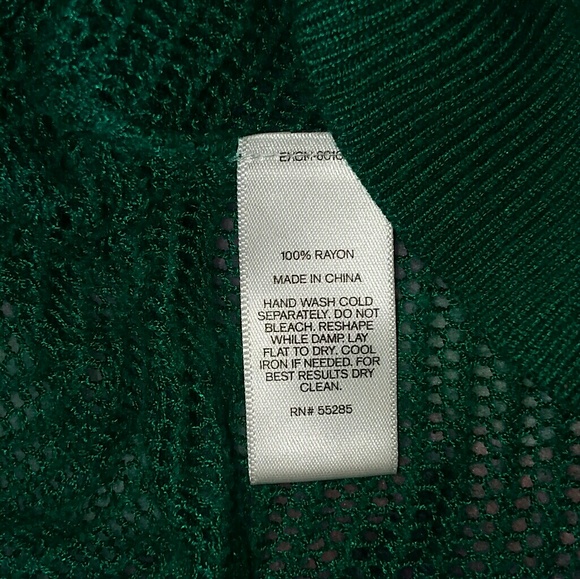 100% RAYON
MADE IN CHINA
HAND WASH COLD
SEPARATELY. DO NOT
BLEACH. RESHAPE
WHILE DAMP. LAY
FLAT TO DRY. COOL
IRON IF NEEDED. FOR
BEST RESULTS DRY
CLEAN.
RN# 55285